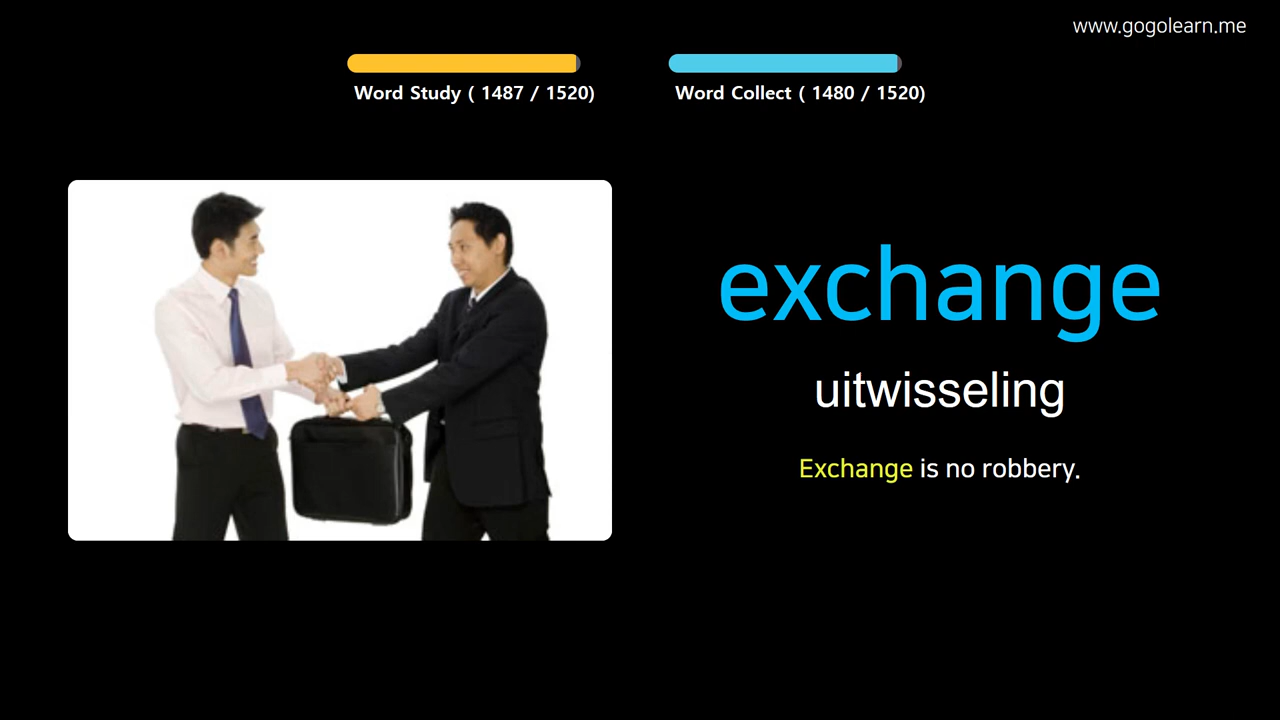 www.gogolearn.me
Word Study ( 1487 / 1520)
Word Collect ( 1480 / 1520)
exchange
uitwisseling
Exchange is no robbery.